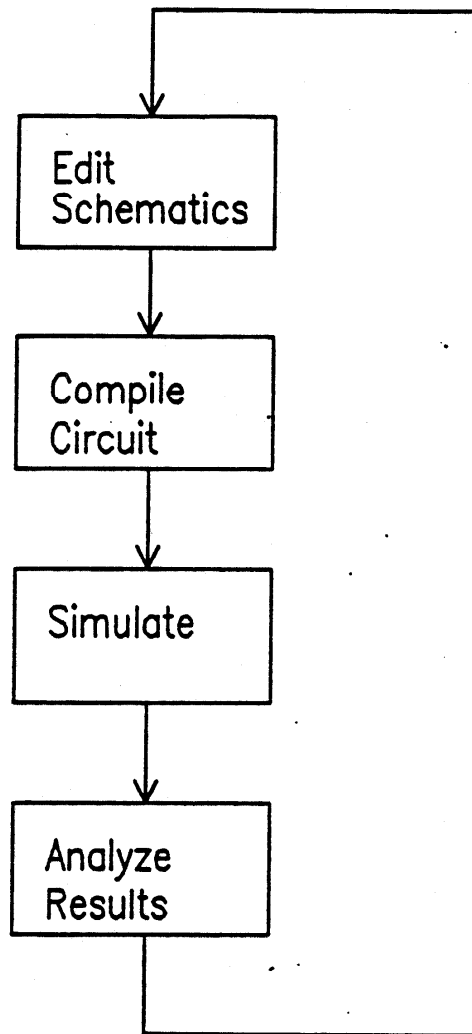 Edit
Schematics
Compile
Circuit
Simulate
Analyze
Results